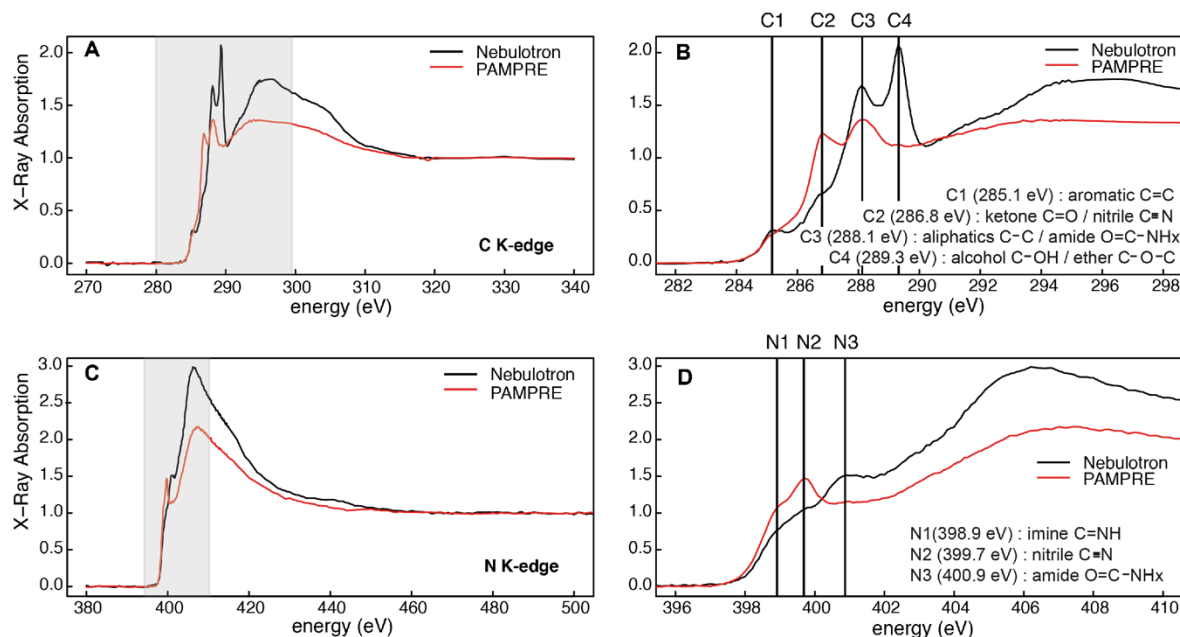 C1 C2 C3 C4
A
Nebulotron
PAMPRE
X-Ray Absorption
2.0
1.5
1.0
0.5
0.0
C K-edge
270 280 290 300 310 320 330 340
energy (eV)
B
Nebulotron
PAMPRE
2.0
1.5
1.0
0.5
0.0
C1 (285.1 eV) : aromatic C=C
C2 (286.8 eV) : ketone C=O / nitrile C≡N
C3 (288.1 eV) : aliphatics C-C / amide O=C-NHx
C4 (289.3 eV) : alcohol C-OH / ether C-O-C
282 284 286 288 290 292 294 296 298
energy (eV)
C
Nebulotron
PAMPRE
X-Ray Absorption
3.0
2.5
2.0
1.5
1.0
0.5
0.0
N K-edge
380 400 420 440 460 480 500
energy (eV)
N1 N2 N3
D
3.0
2.5
2.0
1.5
1.0
0.5
0.0
Nebulotron
PAMPRE
N1(398.9 eV) : imine C=NH
N2 (399.7 eV) : nitrile C≡N
N3 (400.9 eV) : amide O=C-NHx
396 398 400 402 404 406 408 410
energy (eV)